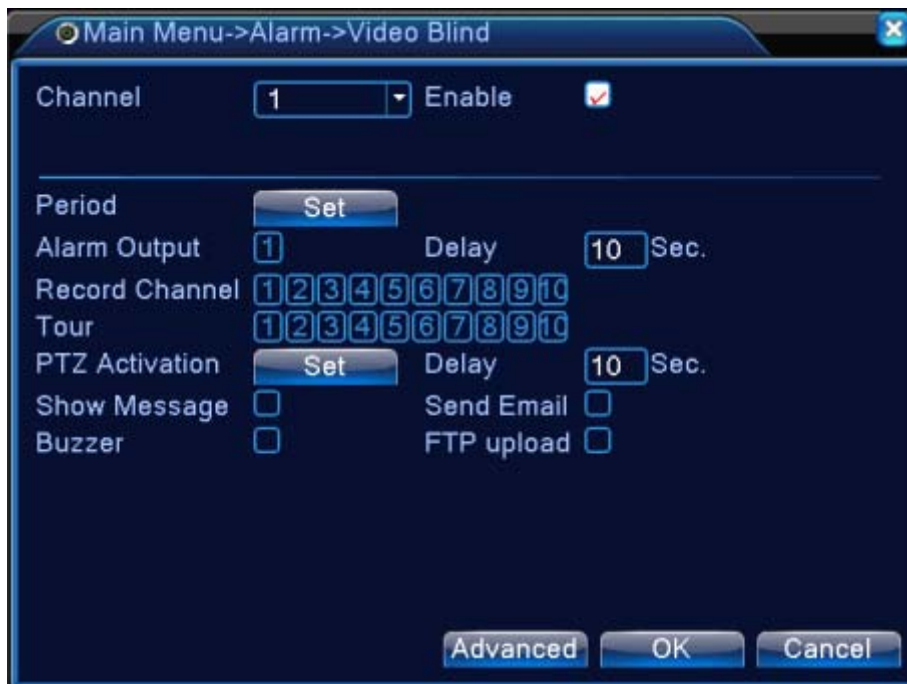 Main Menu->Alarm->Video Blind
Channel 1 Enable
Period Set
Alarm Output 1 Delay 10 Sec.
Record Channel 1 2 3 4 5 6 7 8 9 10
Tour 1 2 3 4 5 6 7 8 9 10
PTZ Activation Set Delay 10 Sec.
Show Message Send Email
Buzzer FTP upload
Advanced OK Cancel